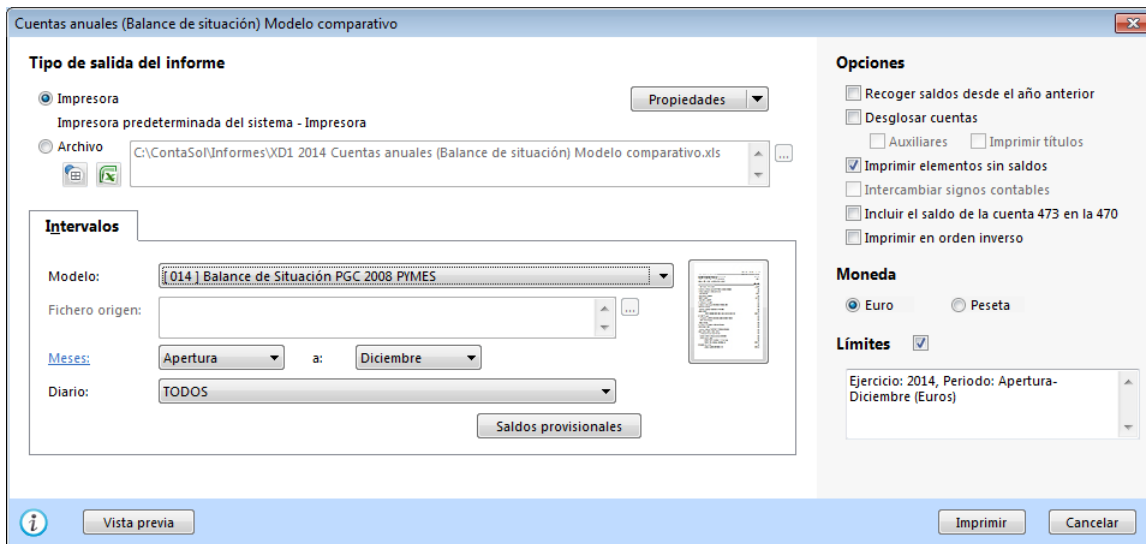 Cuentas anuales (Balance de situación) Modelo comparativo
Tipo de salida del informe
Impresora
Propiedades
Impresora predeterminada del sistema - Impresora
Archivo
C:\ContaSol\Informes\XD1 2014 Cuentas anuales (Balance de situación) Modelo comparativo.xls
...
Intervalos
Modelo:
[ 014 ] Balance de Situación PGC 2008 PYMES
Fichero origen:
...
Meses:
Apertura
a:
Diciembre
Diario:
TODOS
Saldos provisionales
Opciones
Recoger saldos desde el año anterior
Desglosar cuentas
Auxiliares
Imprimir títulos
Imprimir elementos sin saldos
Intercambiar signos contables
Incluir el saldo de la cuenta 473 en la 470
Imprimir en orden inverso
Moneda
Euro
Peseta
Límites
Ejercicio: 2014, Periodo: Apertura-
Diciembre (Euros)
Vista previa
Imprimir
Cancelar